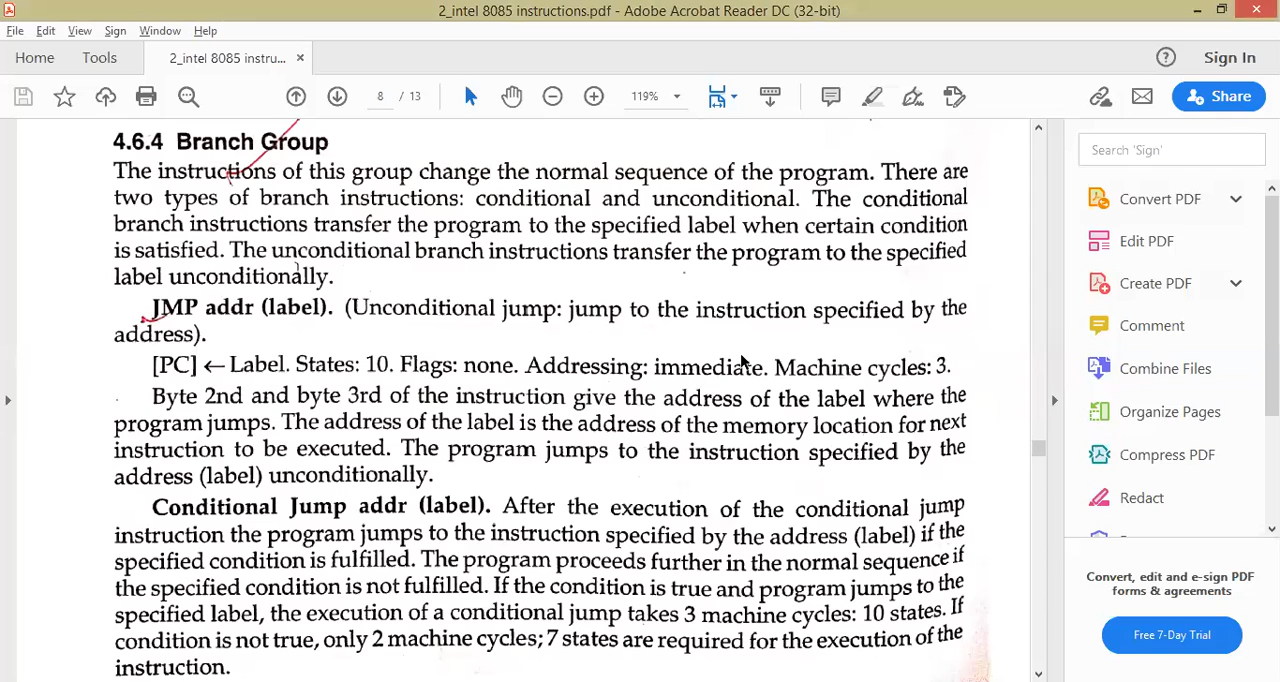 2_intel 8085 instructions.pdf - Adobe Acrobat Reader DC (32-bit)
File Edit View Sign Window Help
Home Tools 2_intel 8085 instru... × Sign In
8 / 13 119% Share
4.6.4 Branch Group
The instructions of this group change the normal sequence of the program. There are
two types of branch instructions: conditional and unconditional. The conditional
branch instructions transfer the program to the specified label when certain condition
is satisfied. The unconditional branch instructions transfer the program to the specified
label unconditionally.
JMP addr (label). (Unconditional jump: jump to the instruction specified by the
address).
[PC] ← Label. States: 10. Flags: none. Addressing: immediate. Machine cycles: 3.
Byte 2nd and byte 3rd of the instruction give the address of the label where the
program jumps. The address of the label is the address of the memory location for next
instruction to be executed. The program jumps to the instruction specified by the
address (label) unconditionally.
Conditional Jump addr (label). After the execution of the conditional jump
instruction the program jumps to the instruction specified by the address (label) if the
specified condition is fulfilled. The program proceeds further in the normal sequence if
the specified condition is not fulfilled. If the condition is true and program jumps to the
specified label, the execution of a conditional jump takes 3 machine cycles: 10 states. If
condition is not true, only 2 machine cycles; 7 states are required for the execution of the
instruction.
Search 'Sign'
Convert PDF
Edit PDF
Create PDF
Comment
Combine Files
Organize Pages
Compress PDF
Redact
Convert, edit and e-sign PDF
forms & agreements
Free 7-Day Trial